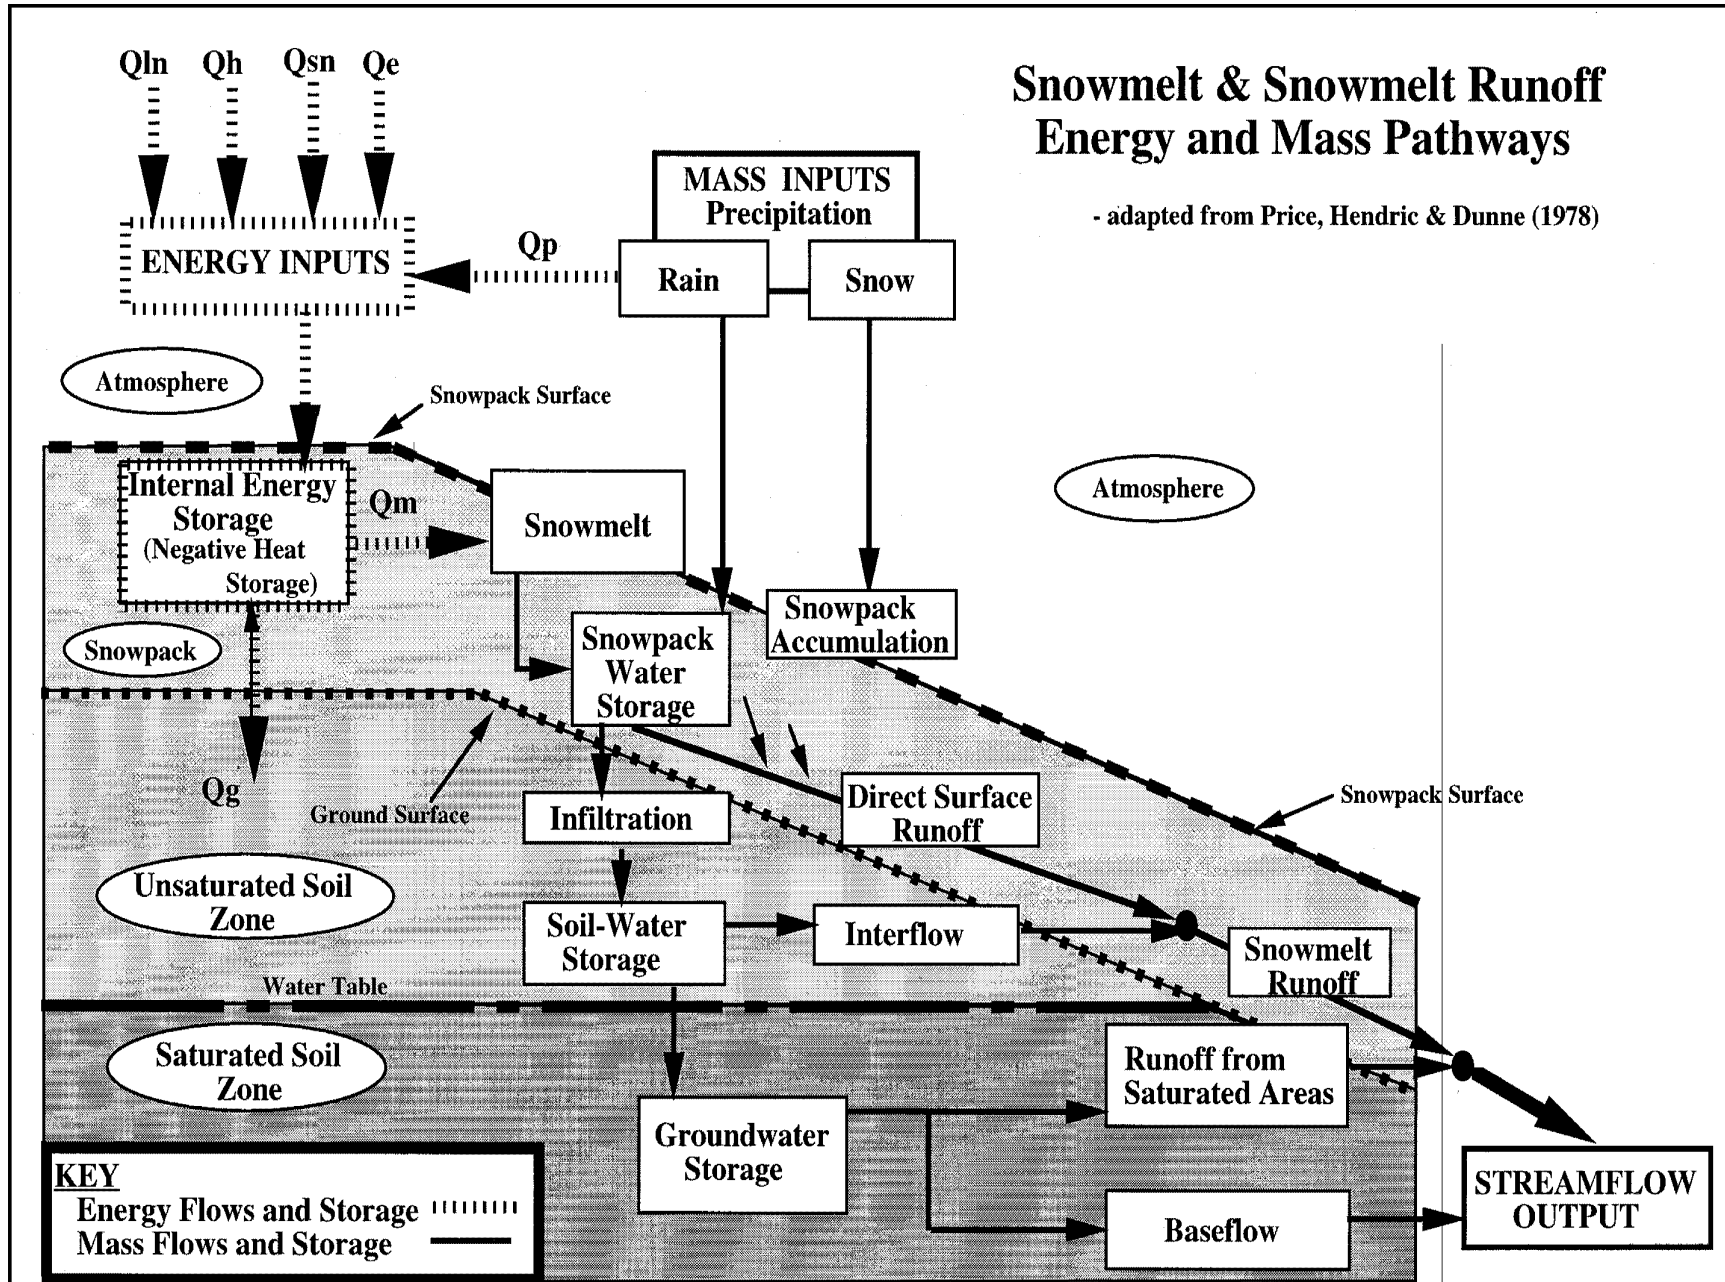 Qln Qh Qsn Qe
Snowmelt & Snowmelt Runoff
Energy and Mass Pathways
- adapted from Price, Hendric & Dunne (1978)
MASS INPUTS
Precipitation
ENERGY INPUTS
Qp
Rain
Snow
Atmosphere
Snowpack Surface
Internal Energy
Storage
(Negative Heat
Storage)
Qm
Snowmelt
Atmosphere
Snowpack
Snowpack
Water
Storage
Snowpack
Accumulation
Qg
Ground Surface
Infiltration
Direct Surface
Runoff
Snowpack Surface
Unsaturated Soil
Zone
Soil-Water
Storage
Interflow
Snowmelt
Runoff
Water Table
Saturated Soil
Zone
Runoff from
Saturated Areas
Groundwater
Storage
Baseflow
STREAMFLOW
OUTPUT
KEY
Energy Flows and Storage
Mass Flows and Storage